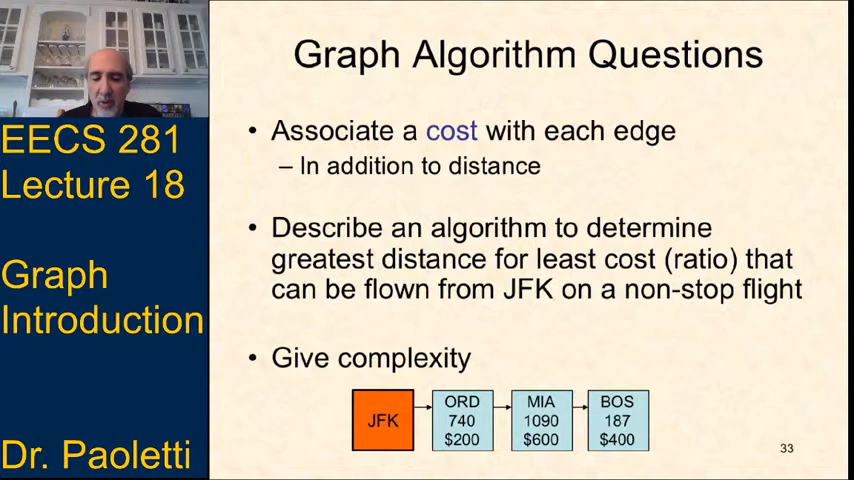 EECS 281
Lecture 18
Graph
Introduction
Dr. Paoletti
Graph Algorithm Questions
• Associate a cost with each edge
– In addition to distance
• Describe an algorithm to determine
greatest distance for least cost (ratio) that
can be flown from JFK on a non-stop flight
• Give complexity
JFK
ORD
740
$200
MIA
1090
$600
BOS
187
$400
33